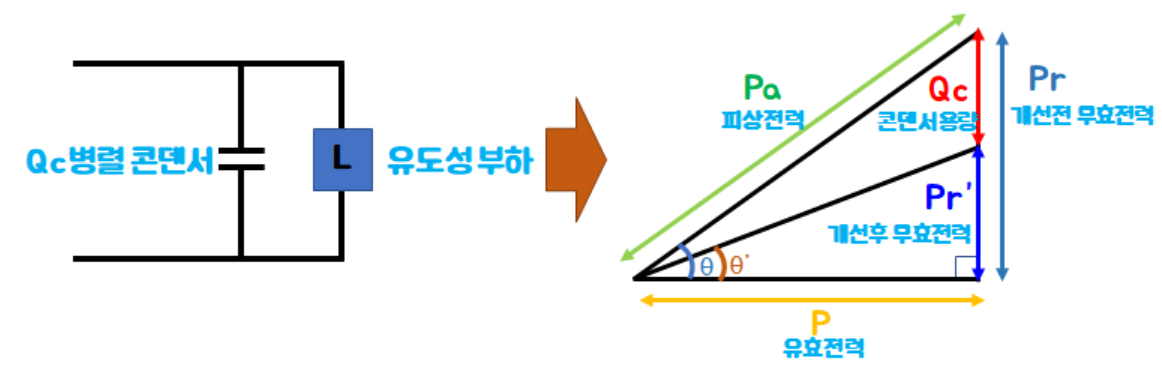 Qc병렬 콘덴서
L
유도성 부하
Pa
피상전력
Qc
콘덴서용량
Pr
개선전 무효전력
Pr'
개선후 무효전력
θ
θ'
P
유효전력